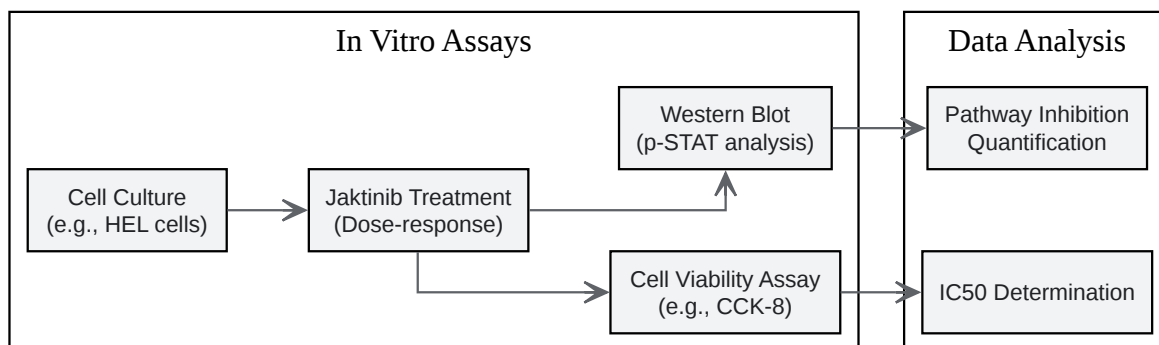 In Vitro Assays
Data Analysis
Western Blot
(p-STAT analysis)
Pathway Inhibition
Quantification
Cell Culture
(e.g., HEL cells)
Jaktinib Treatment
(Dose-response)
Cell Viability Assay
(e.g., CCK-8)
IC50 Determination